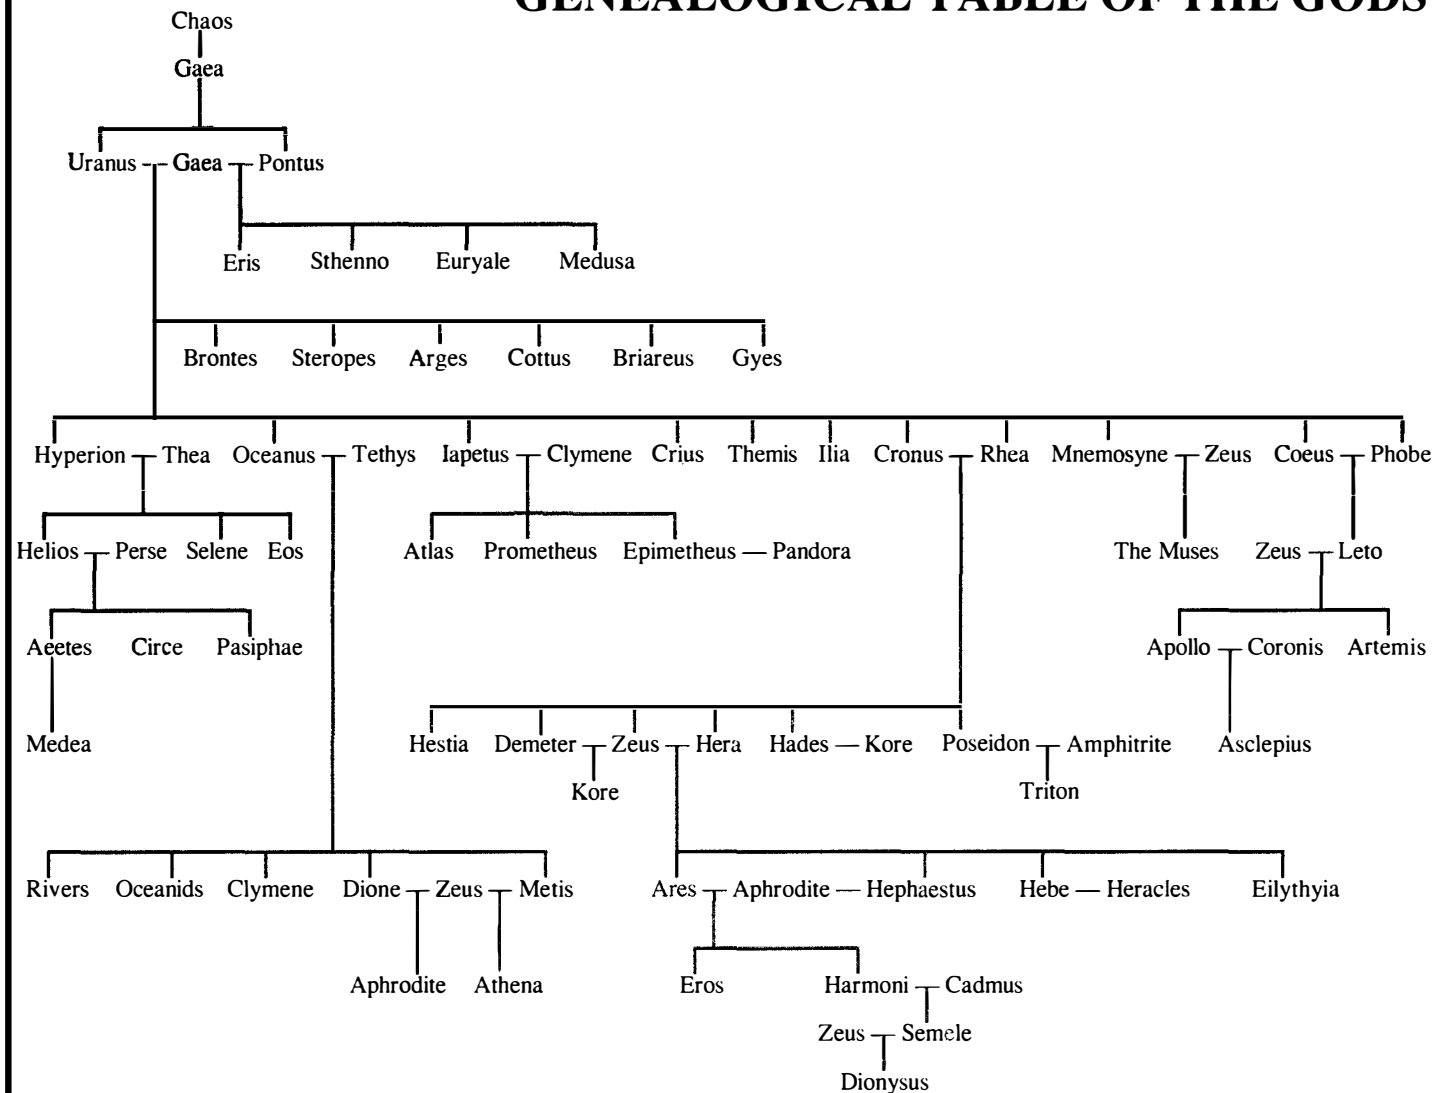 GENEALOGICAL TABLE OF THE GODS
Chaos
Gaea
Uranus Gaea Pontus
Eris Sthenno Euryale Medusa
Brontes Steropes Arges Cottus Briareus Gyes
Hyperion Thea Oceanus Tethys Iapetus Clymene Crius Themis Ilia Cronus Rhea Mnemosyne Zeus Coeus Phobe
Helios Perse Selene Eos Atlas Prometheus Epimetheus Pandora The Muses Zeus Leto
Aeetes Circe Pasiphae Apollo Coronis Artemis
Medea Hestia Demeter Zeus Hera Hades Kore Poseidon Amphitrite Asclepius
Kore Triton
Rivers Oceanids Clymene Dione Zeus Metis Ares Aphrodite Hephaestus Hebe Heracles Eilythyia
Aphrodite Athena Eros Harmoni Cadmus
Zeus Semele
Dionysus